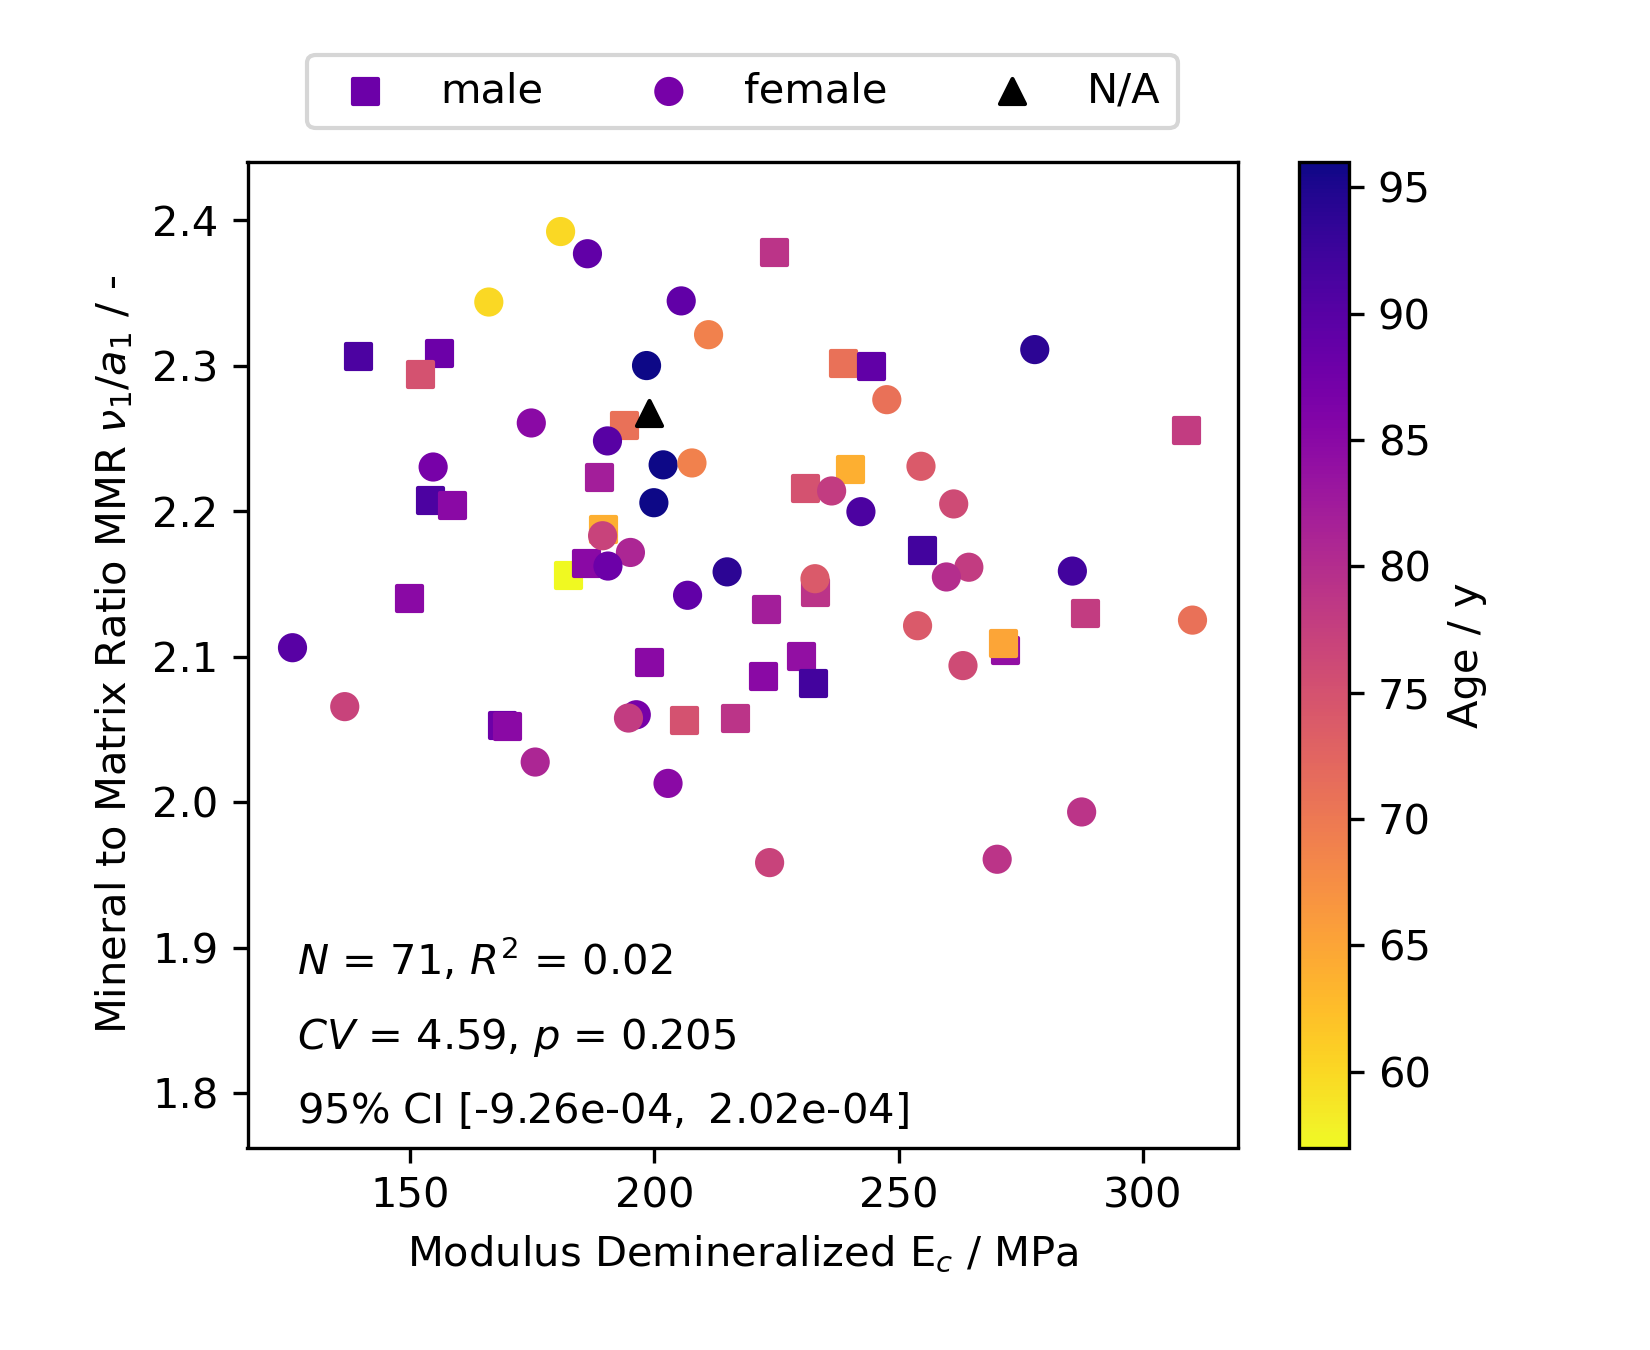 male female N/A
Mineral to Matrix Ratio MMR ν₁/a₁ / -
2.4
2.3
2.2
2.1
2.0
1.9
1.8
N = 71, R² = 0.02
CV = 4.59, p = 0.205
95% CI [-9.26e-04, 2.02e-04]
150 200 250 300
Modulus Demineralized E꜀ / MPa
95
90
85
80
75
70
65
60
Age / y